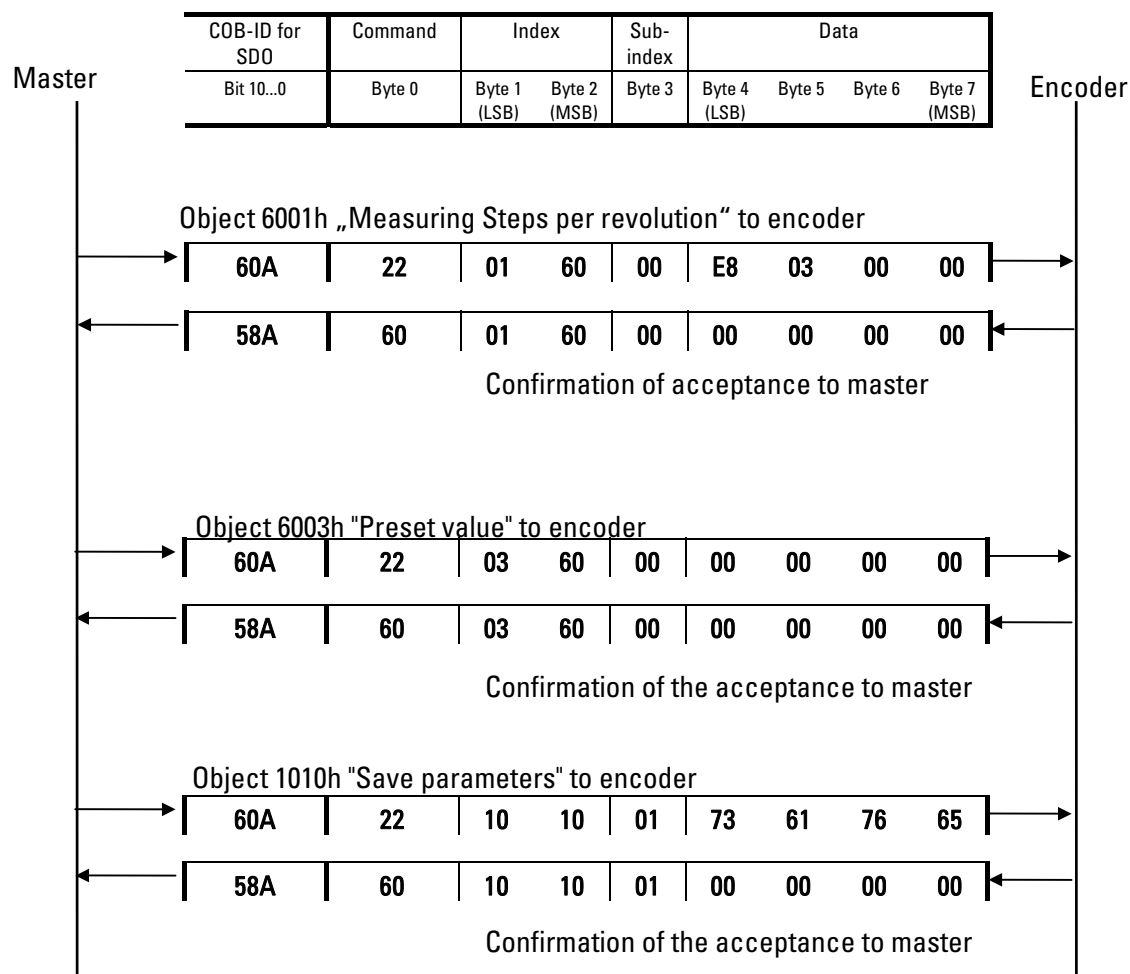 COB-ID for SDO Command Index Sub-index Data
Master
Bit 10...0 Byte 0 Byte 1 (LSB) Byte 2 (MSB) Byte 3 Byte 4 (LSB) Byte 5 Byte 6 Byte 7 (MSB)
Encoder
Object 6001h „Measuring Steps per revolution“ to encoder
60A 22 01 60 00 E8 03 00 00
58A 60 01 60 00 00 00 00 00
Confirmation of acceptance to master
Object 6003h "Preset value" to encoder
60A 22 03 60 00 00 00 00 00
58A 60 03 60 00 00 00 00 00
Confirmation of the acceptance to master
Object 1010h "Save parameters" to encoder
60A 22 10 10 01 73 61 76 65
58A 60 10 10 01 00 00 00 00
Confirmation of the acceptance to master